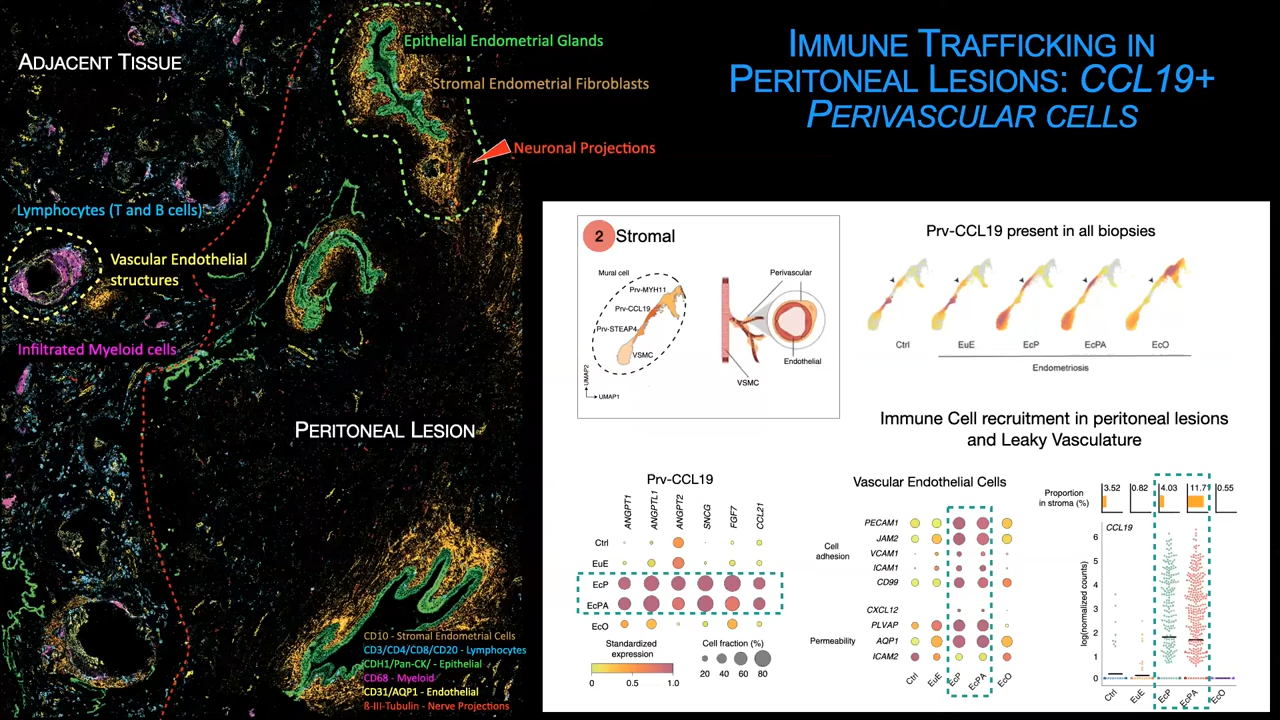 IMMUNE TRAFFICKING IN
PERITONEAL LESIONS: CCL19+
PERIVASCULAR CELLS
ADJACENT TISSUE
Epithelial Endometrial Glands
Stromal Endometrial Fibroblasts
Neuronal Projections
Lymphocytes (T and B cells)
Vascular Endothelial
structures
Infiltrated Myeloid cells
PERITONEAL LESION
CD10 - Stromal Endometrial Cells
CD3/CD4/CD8/CD20 - Lymphocytes
CDH1/Pan-CK/ - Epithelial
CD68 - Myeloid
CD31/AQP1 - Endothelial
ß-III-Tubulin - Nerve Projections
2 Stromal
Mural cell
Prv-MYH11
Prv-CCL19
Prv-STEAP4
VSMC
UMAP2
UMAP1
Perivascular
Endothelial
VSMC
Prv-CCL19 present in all biopsies
Ctrl EuE EcP EcPA EcO
Endometriosis
Immune Cell recruitment in peritoneal lesions
and Leaky Vasculature
Prv-CCL19
ANGPT1 ANGPTL1 ANGPT2 SNCG FGF7 CCL21
Ctrl
EuE
EcP
EcPA
EcO
Standardized
expression
0 0.5 1.0
Cell fraction (%)
20 40 60 80
Vascular Endothelial Cells
Cell
adhesion
PECAM1
JAM2
VCAM1
ICAM1
CD99
CXCL12
PLVAP
Permeability
AQP1
ICAM2
Ctrl EuE EcP EcPA EcO
Proportion
in stroma (%)
3.52 0.82 4.03 11.71 0.55
CCL19
log(normalized counts)
6
5
4
3
2
1
0
Ctrl EuE EcP EcPA EcO